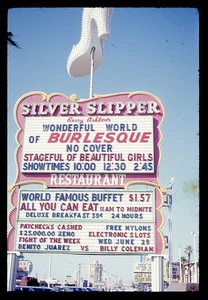 SILVER SLIPPER
Barry Ashton's
WONDERFUL WORLD
OF BURLESQUE
NO COVER
STAGEFUL OF BEAUTIFUL GIRLS
SHOWTIMES 10:00 12:30 2:45
RESTAURANT
WORLD FAMOUS BUFFET $1.57
ALL YOU CAN EAT 11AM TO MIDNITE
DELUXE BREAKFAST 59¢ 24 HOURS
PAYCHECKS CASHED FREE NYLONS
$25,000.00 KENO ELECTRONIC SLOTS
FIGHT OF THE WEEK WED JUNE 29
BENITO JUAREZ VS BILLY COLEMAN